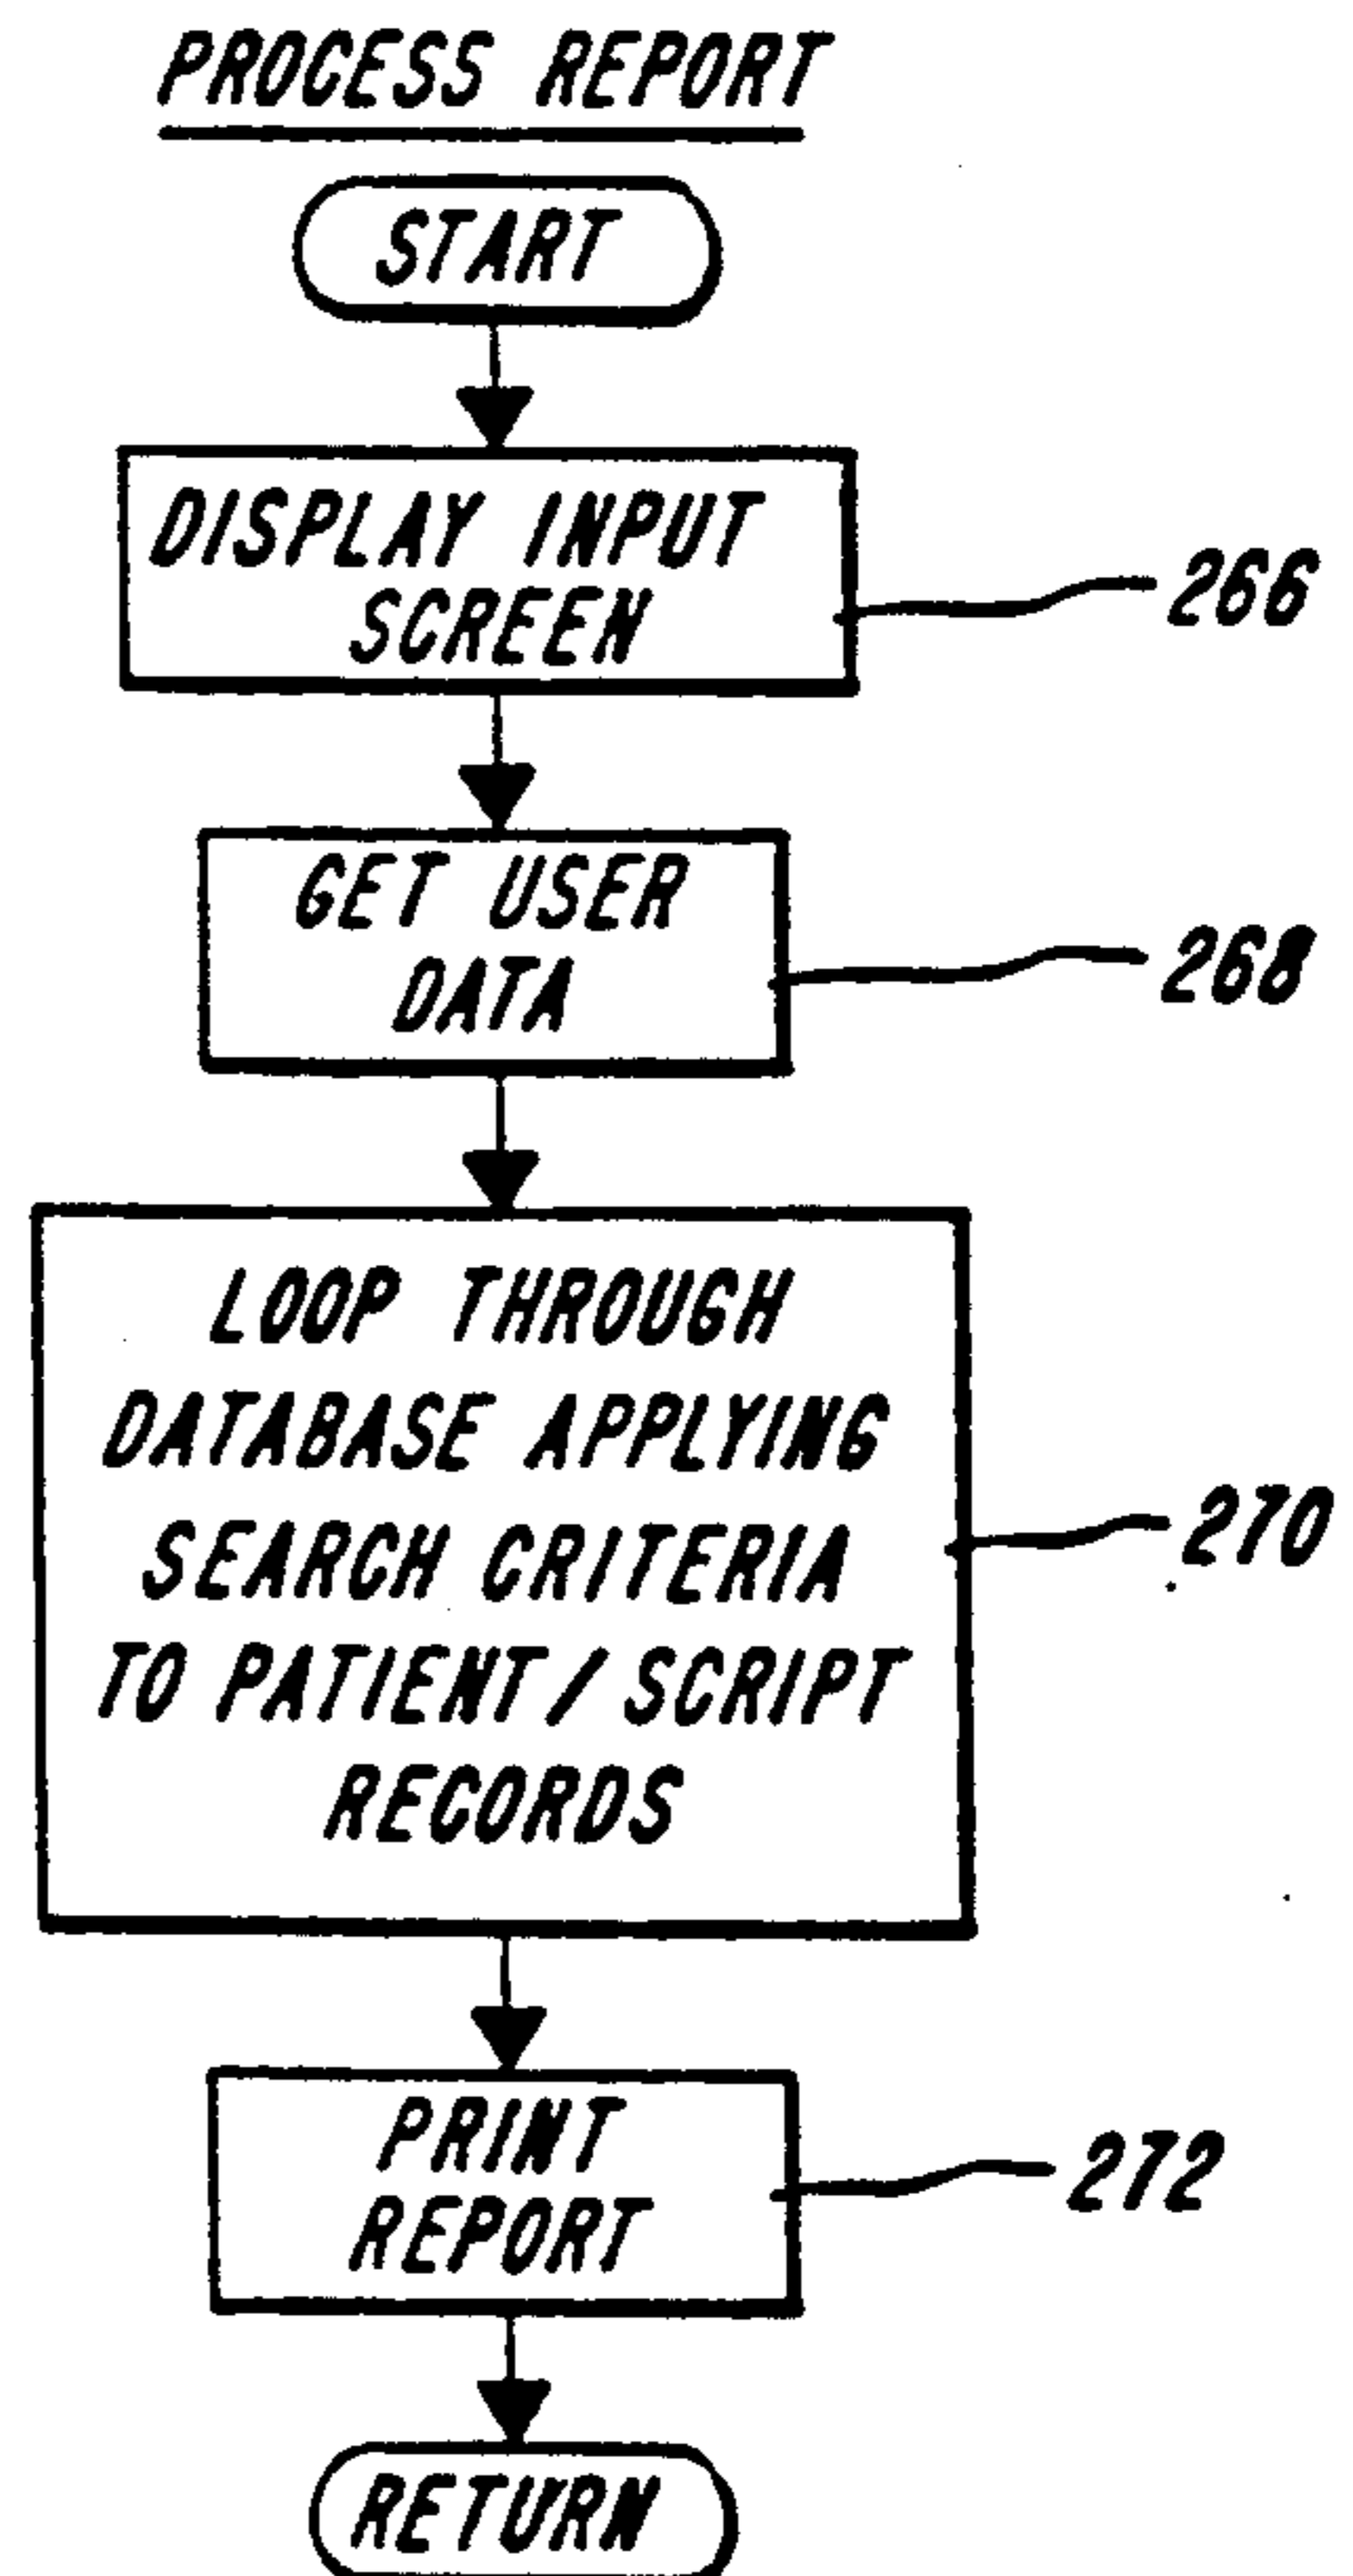 PROCESS REPORT
START
DISPLAY INPUT
SCREEN
266
GET USER
DATA
268
LOOP THROUGH
DATABASE APPLYING
SEARCH CRITERIA
TO PATIENT / SCRIPT
RECORDS
270
PRINT
REPORT
272
RETURN